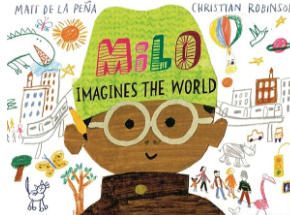 MATT DE LA PEÑA
CHRISTIAN ROBINSON
MiLO
IMAGINES THE WORLD